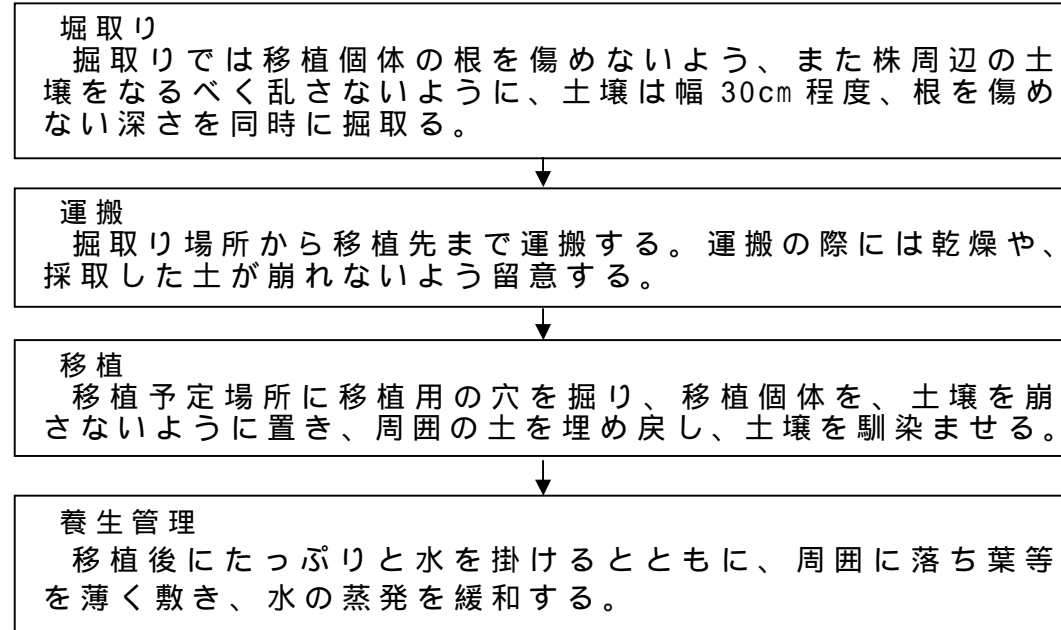 堀取り
掘取りでは移植個体の根を傷めないよう、また株周辺の土
壌をなるべく乱さないように、土壌は幅 30cm 程度、根を傷め
ない深さを同時に掘取る。
運搬
掘取り場所から移植先まで運搬する。運搬の際には乾燥や、
採取した土が崩れないよう留意する。
移植
移植予定場所に移植用の穴を掘り、移植個体を、土壌を崩
さないように置き、周囲の土を埋め戻し、土壌を馴染ませる。
養生管理
移植後にたっぷりと水を掛けるとともに、周囲に落ち葉等
を薄く敷き、水の蒸発を緩和する。